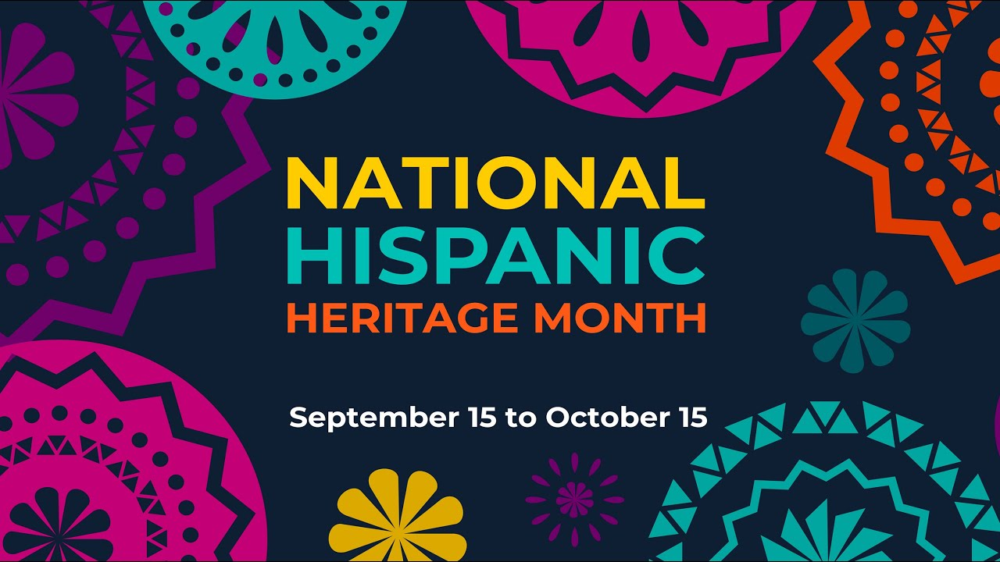 NATIONAL
HISPANIC
HERITAGE MONTH
September 15 to October 15